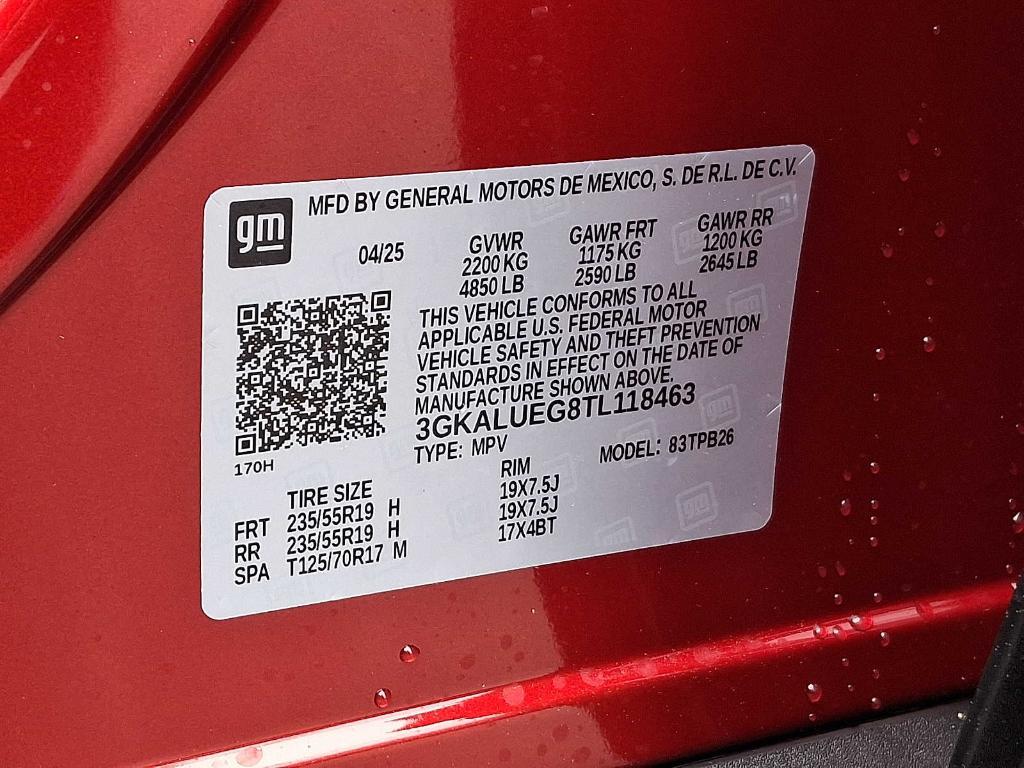 gm
MFD BY GENERAL MOTORS DE MEXICO, S. DE R.L. DE C.V.
04/25
GVWR
2200 KG
4850 LB
GAWR FRT
1175 KG
2590 LB
GAWR RR
1200 KG
2645 LB
THIS VEHICLE CONFORMS TO ALL
APPLICABLE U.S. FEDERAL MOTOR
VEHICLE SAFETY AND THEFT PREVENTION
STANDARDS IN EFFECT ON THE DATE OF
MANUFACTURE SHOWN ABOVE.
3GKALUEG8TL118463
TYPE: MPV MODEL: 83TPB26
170H
TIRE SIZE RIM
FRT 235/55R19 H 19X7.5J
RR 235/55R19 H 19X7.5J
SPA T125/70R17 M 17X4BT